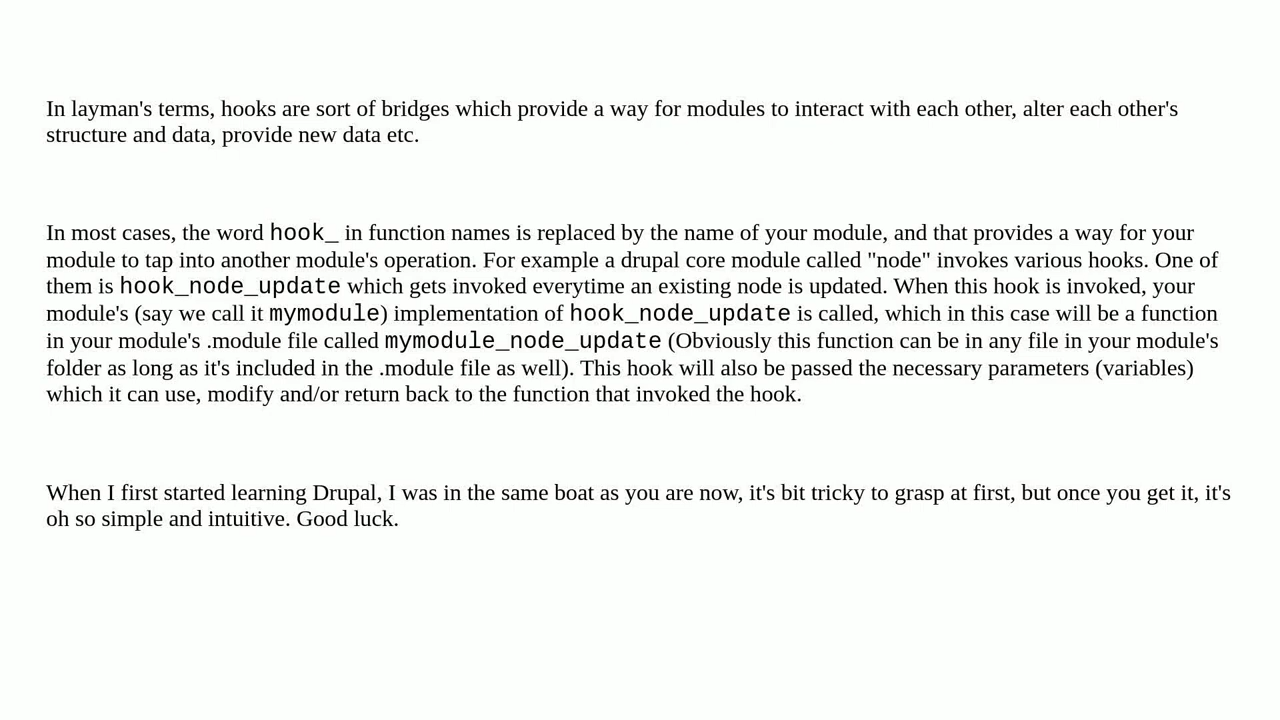 In layman's terms, hooks are sort of bridges which provide a way for modules to interact with each other, alter each other's
structure and data, provide new data etc.
In most cases, the word hook_ in function names is replaced by the name of your module, and that provides a way for your
module to tap into another module's operation. For example a drupal core module called "node" invokes various hooks. One of
them is hook_node_update which gets invoked everytime an existing node is updated. When this hook is invoked, your
module's (say we call it mymodule) implementation of hook_node_update is called, which in this case will be a function
in your module's .module file called mymodule_node_update (Obviously this function can be in any file in your module's
folder as long as it's included in the .module file as well). This hook will also be passed the necessary parameters (variables)
which it can use, modify and/or return back to the function that invoked the hook.
When I first started learning Drupal, I was in the same boat as you are now, it's bit tricky to grasp at first, but once you get it, it's
oh so simple and intuitive. Good luck.